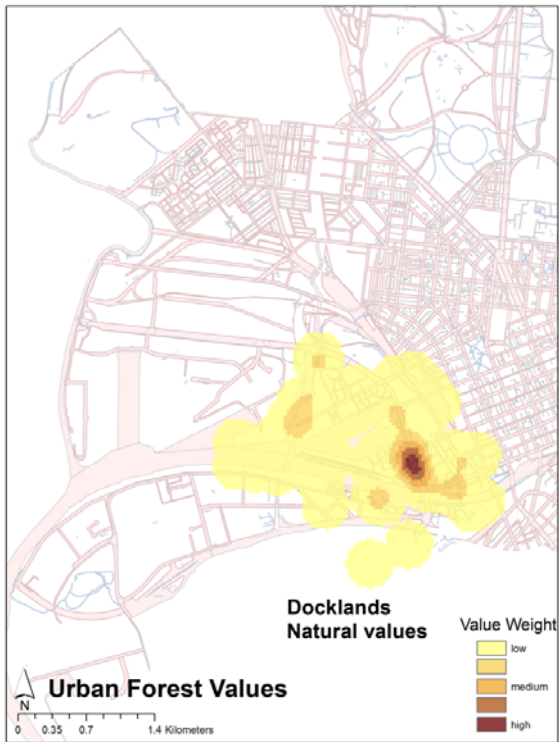 Docklands
Natural values
Value Weight
low
medium
high
Urban Forest Values
N
0 0.35 0.7 1.4 Kilometers